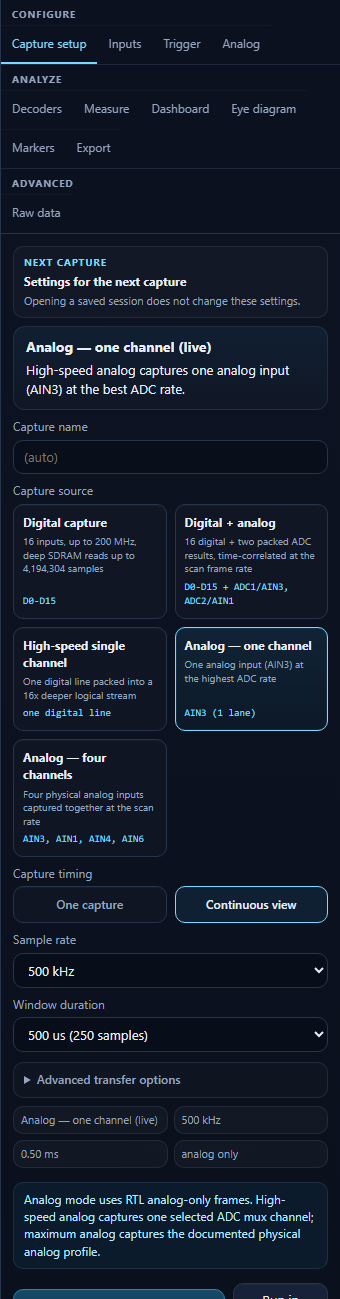 CONFIGURE
Capture setup Inputs Trigger Analog
ANALYZE
Decoders Measure Dashboard Eye diagram
Markers Export
ADVANCED
Raw data
NEXT CAPTURE
Settings for the next capture
Opening a saved session does not change these settings.
Analog — one channel (live)
High-speed analog captures one analog input
(AIN3) at the best ADC rate.
Capture name
(auto)
Capture source
Digital capture
16 inputs, up to 200 MHz,
deep SDRAM reads up to
4,194,304 samples
D0-D15
Digital + analog
16 digital + two packed ADC
results, time-correlated at the
scan frame rate
D0-D15 + ADC1/AIN3,
ADC2/AIN1
High-speed single
channel
One digital line packed into a
16x deeper logical stream
one digital line
Analog — one channel
One analog input (AIN3) at
the highest ADC rate
AIN3 (1 lane)
Analog — four
channels
Four physical analog inputs
captured together at the scan
rate
AIN3, AIN1, AIN4, AIN6
Capture timing
One capture Continuous view
Sample rate
500 kHz
Window duration
500 us (250 samples)
Advanced transfer options
Analog — one channel (live) 500 kHz
0.50 ms analog only
Analog mode uses RTL analog-only frames. High-
speed analog captures one selected ADC mux channel;
maximum analog captures the documented physical
analog profile.